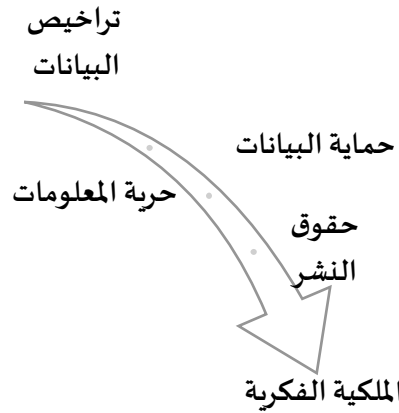 تراخيص
البيانات
حماية البيانات
حرية المعلومات
حقوق
النشر
الملكية الفكرية